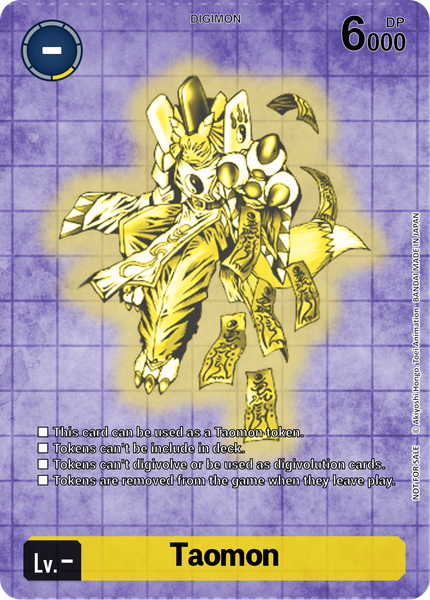 DIGIMON
-
DP
6000
☐ This card can be used as a Taomon token.
☐ Tokens can't be include in deck.
☐ Tokens can't digivolve or be used as digivolution cards.
☐ Tokens are removed from the game when they leave play.
NOT FOR SALE © Akiyoshi Hongo, Toei Animation BANDAI MADE IN JAPAN
Lv.-
Taomon